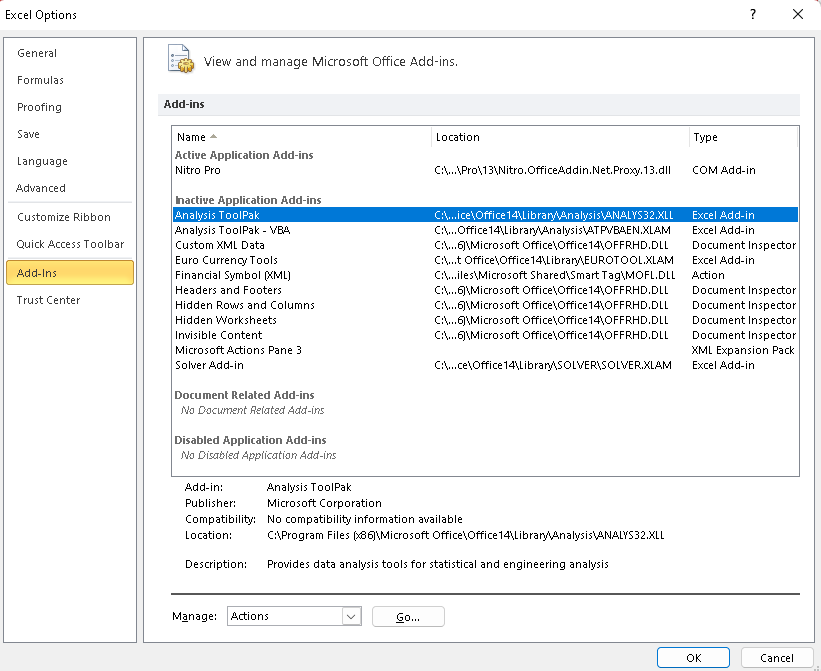 Excel Options ?
General
Formulas
Proofing
Save
Language
Advanced
Customize Ribbon
Quick Access Toolbar
Add-Ins
Trust Center
View and manage Microsoft Office Add-ins.
Add-ins
Name Location Type
Active Application Add-ins
Nitro Pro C:\...\Pro\13\Nitro.OfficeAddin.Net.Proxy.13.dll COM Add-in
Inactive Application Add-ins
Analysis ToolPak C:\...ice\Office14\Library\Analysis\ANALYS32.XLL Excel Add-in
Analysis ToolPak - VBA C:\...Office14\Library\Analysis\ATPVBAEN.XLAM Excel Add-in
Custom XML Data C:\...6)\Microsoft Office\Office14\OFFRHD.DLL Document Inspector
Euro Currency Tools C:\...t Office\Office14\Library\EUROTOOL.XLAM Excel Add-in
Financial Symbol (XML) C:\...iles\Microsoft Shared\Smart Tag\MOFL.DLL Action
Headers and Footers C:\...6)\Microsoft Office\Office14\OFFRHD.DLL Document Inspector
Hidden Rows and Columns C:\...6)\Microsoft Office\Office14\OFFRHD.DLL Document Inspector
Hidden Worksheets C:\...6)\Microsoft Office\Office14\OFFRHD.DLL Document Inspector
Invisible Content C:\...6)\Microsoft Office\Office14\OFFRHD.DLL Document Inspector
Microsoft Actions Pane 3 XML Expansion Pack
Solver Add-in C:\...ce\Office14\Library\SOLVER\SOLVER.XLAM Excel Add-in
Document Related Add-ins
No Document Related Add-ins
Disabled Application Add-ins
No Disabled Application Add-ins
Add-in: Analysis ToolPak
Publisher: Microsoft Corporation
Compatibility: No compatibility information available
Location: C:\Program Files (x86)\Microsoft Office\Office14\Library\Analysis\ANALYS32.XLL
Description: Provides data analysis tools for statistical and engineering analysis
Manage: Actions Go...
OK Cancel